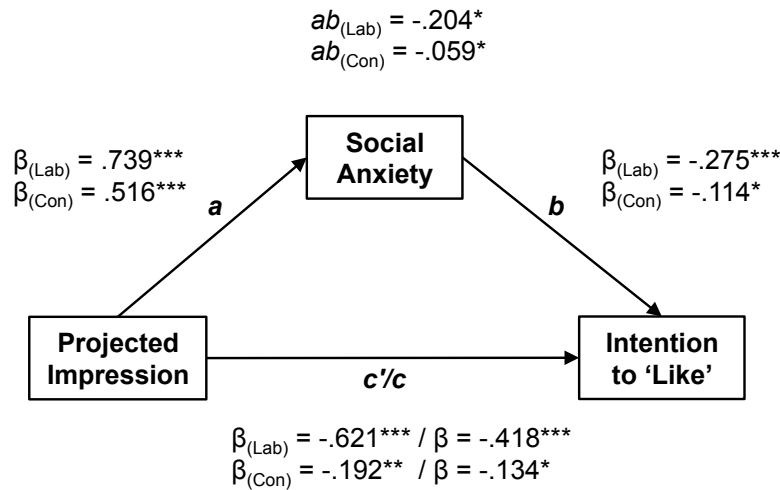 ab(Lab) = -.204*
ab(Con) = -.059*
β(Lab) = .739***
β(Con) = .516***
Social
Anxiety
β(Lab) = -.275***
β(Con) = -.114*
a
b
Projected
Impression
Intention
to ‘Like’
c'/c
β(Lab) = -.621*** / β = -.418***
β(Con) = -.192** / β = -.134*